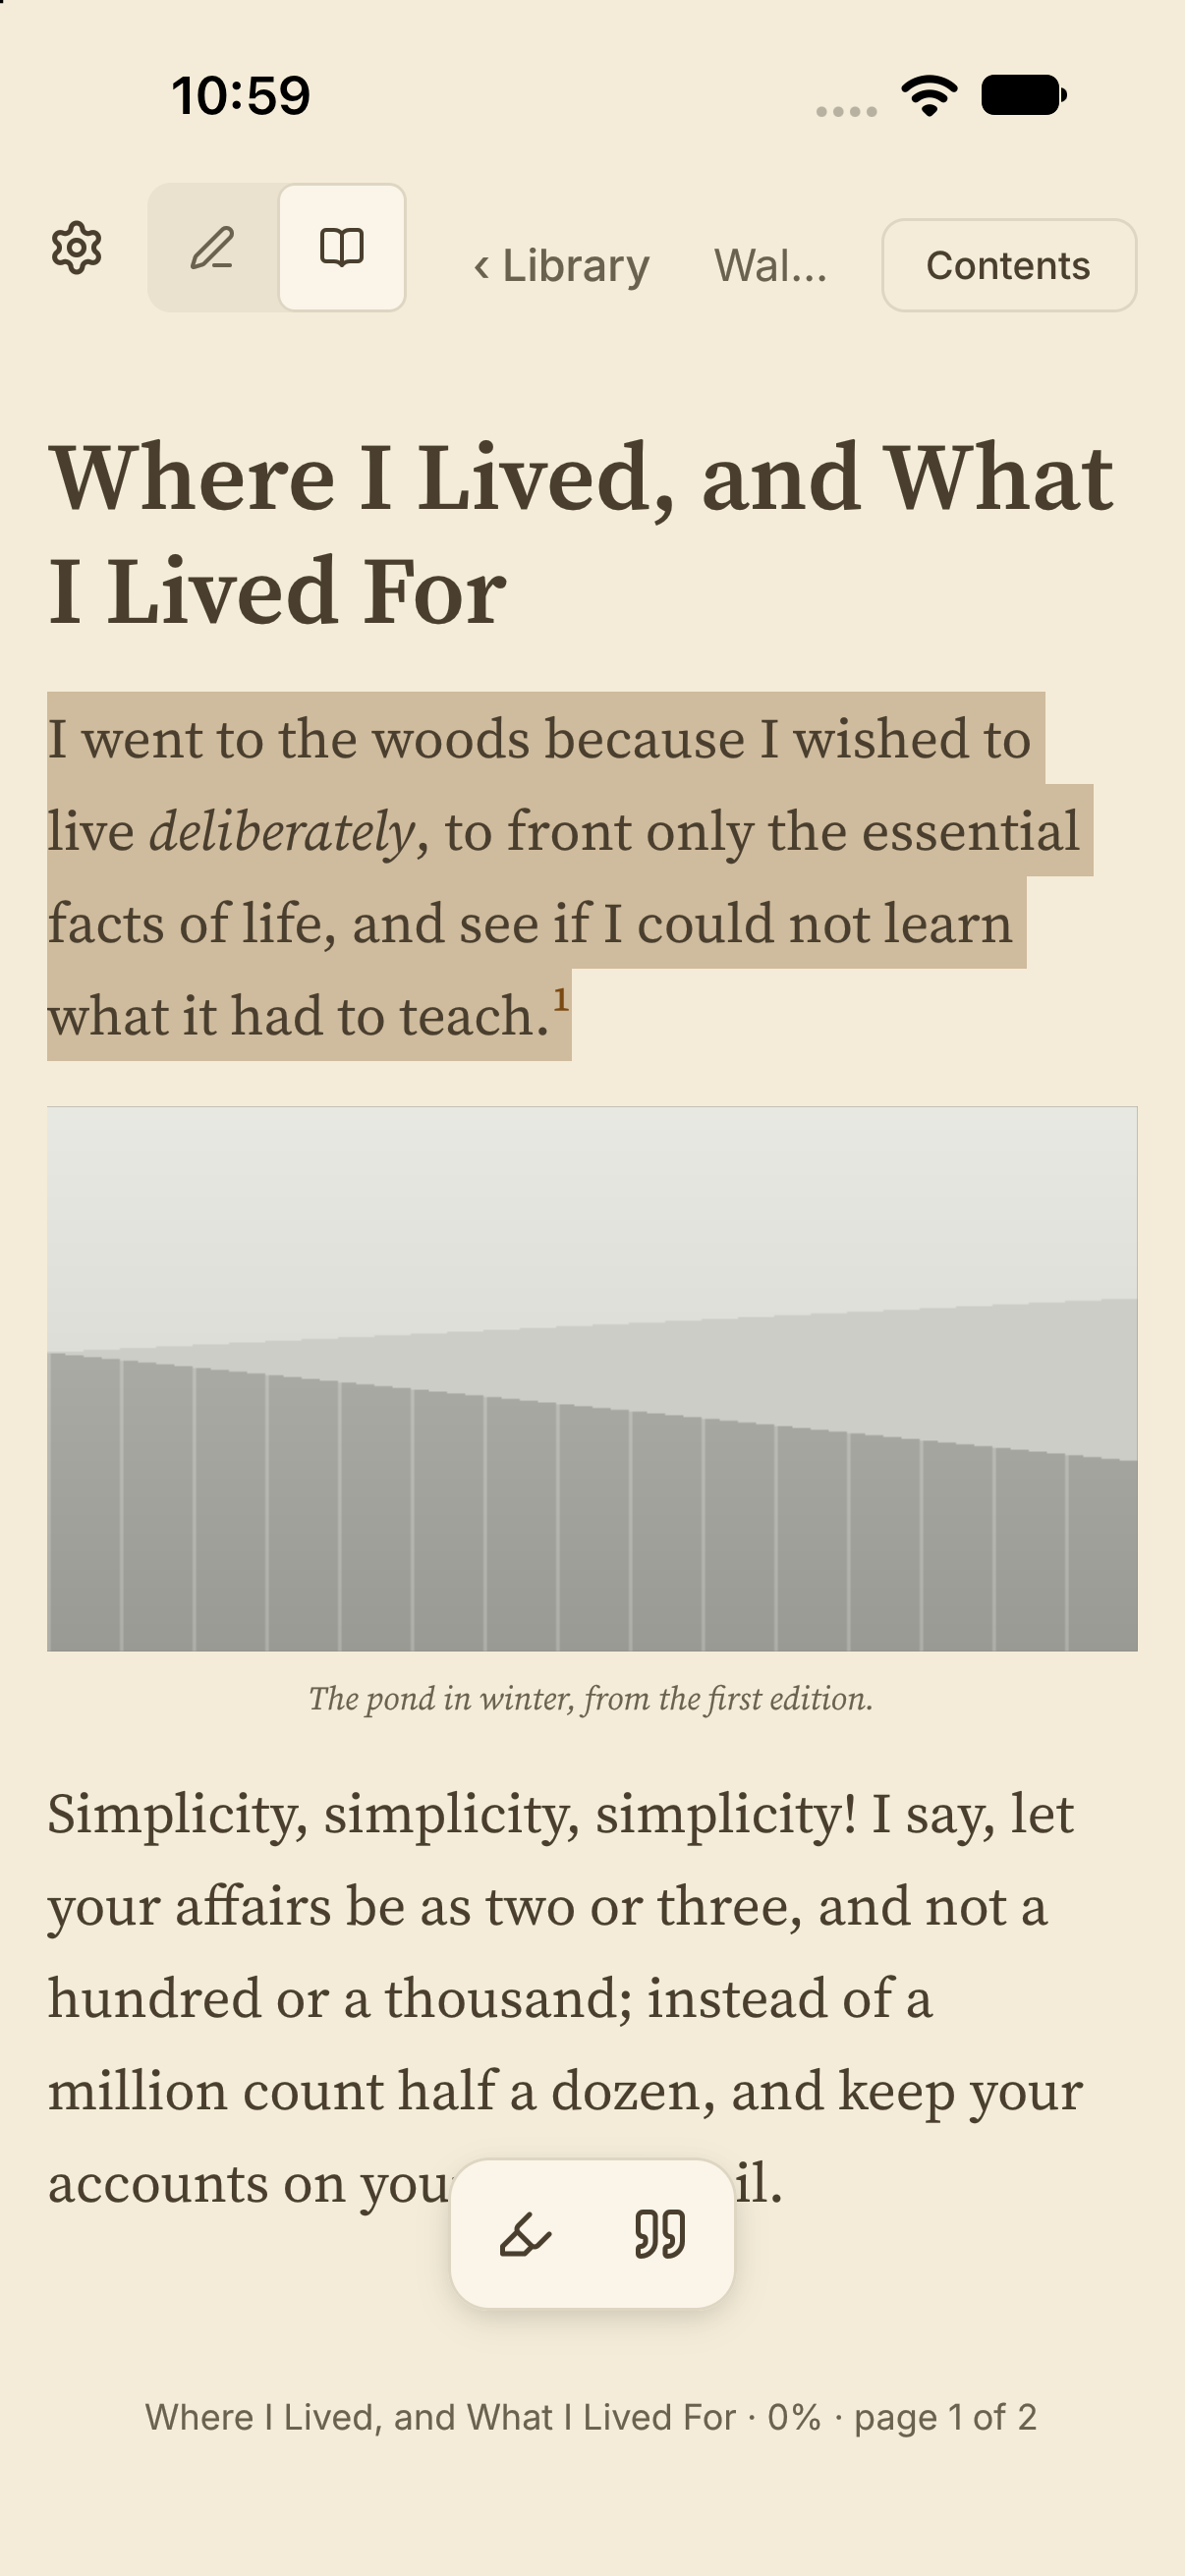 10:59
‹ Library
Wal...
Contents
Where I Lived, and What
I Lived For
I went to the woods because I wished to
live deliberately, to front only the essential
facts of life, and see if I could not learn
what it had to teach.1
The pond in winter, from the first edition.
Simplicity, simplicity, simplicity! I say, let
your affairs be as two or three, and not a
hundred or a thousand; instead of a
million count half a dozen, and keep your
accounts on you il.
Where I Lived, and What I Lived For · 0% · page 1 of 2